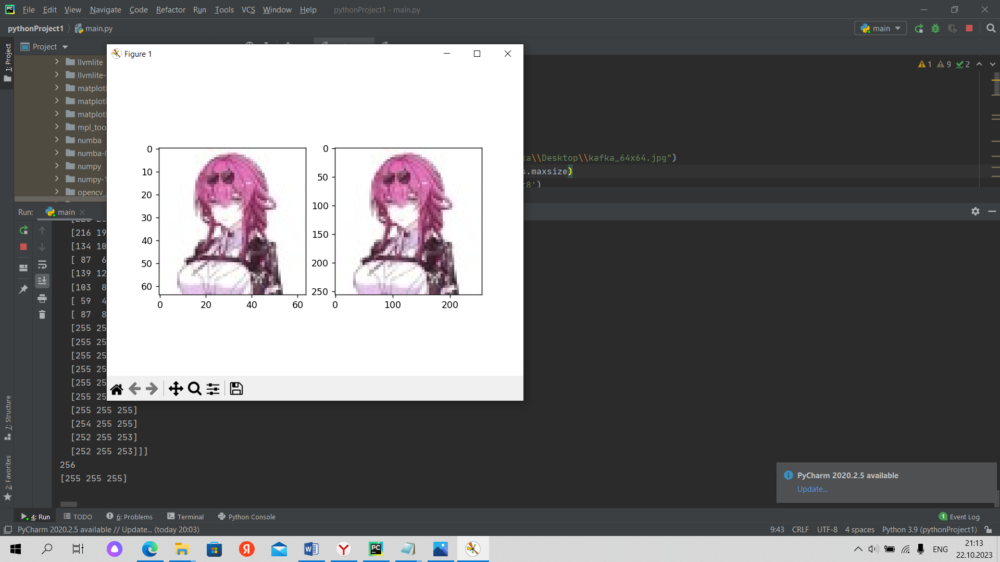 File Edit View Navigate Code Refactor Run Tools VCS Window Help pythonProject1 - main.py
pythonProject1 main.py main
Project
1: Project
Figure 1
llvmlite
llvmlite-
matplotl
matplotl
matplotl
mpl_too
numba
numba-0
numpy
numpy-1
opencv_
1 9 2
0
10
20
30
40
50
60
0 20 40 60
0
50
100
150
200
250
0 100 200
ka\\Desktop\\kafka_64x64.jpg")
s.maxsize)
t8')
Run: main
[216 19
[134 10
[ 87 6
[139 12
[103 8
[ 59 4
[ 87 8
[255 25
[255 25
[255 25
[255 25
[255 25
[255 25
[255 255 255]
[254 255 255]
[252 255 253]
[252 255 253]]]
256
[255 255 255]
7: Structure
2: Favorites
PyCharm 2020.2.5 available
Update...
4: Run TODO 6: Problems Terminal Python Console 1 Event Log
PyCharm 2020.2.5 available // Update... (today 20:03) 9:43 CRLF UTF-8 4 spaces Python 3.9 (pythonProject1)
ENG
21:13
22.10.2023